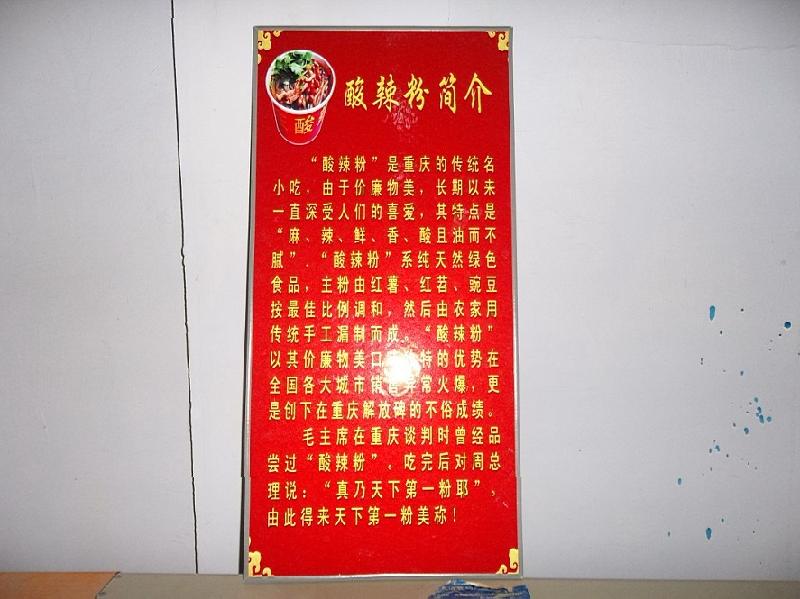 酸辣粉简介
酸
“酸辣粉”是重庆的传统名
小吃，由于价廉物美，长期以来
一直深受人们的喜爱，其特点是
“麻、辣、鲜、香、酸且油而不
腻”．“酸辣粉”系纯天然绿色
食品，主粉由红薯、红苕、豌豆
按最佳比例调和，然后由农家用
传统手工漏制而成。“酸辣粉”
以其价廉物美口 特的优势在
全国各大城市销售异常火爆，更
是创下在重庆解放碑的不俗成绩。
毛主席在重庆谈判时曾经品
尝过“酸辣粉”，吃完后对周总
理说：“真乃天下第一粉耶”，
由此得来天下第一粉美称！